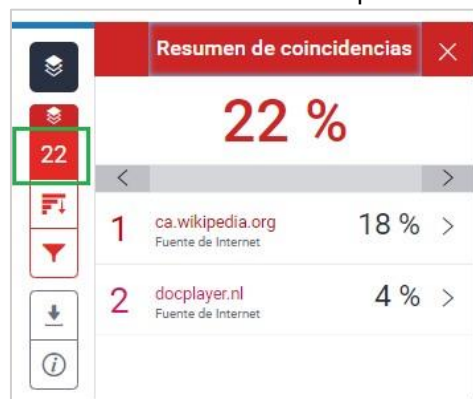 Resumen de coincidencias
22 %
22
1 ca.wikipedia.org 18 %
Fuente de Internet
2 docplayer.nl 4 %
Fuente de Internet